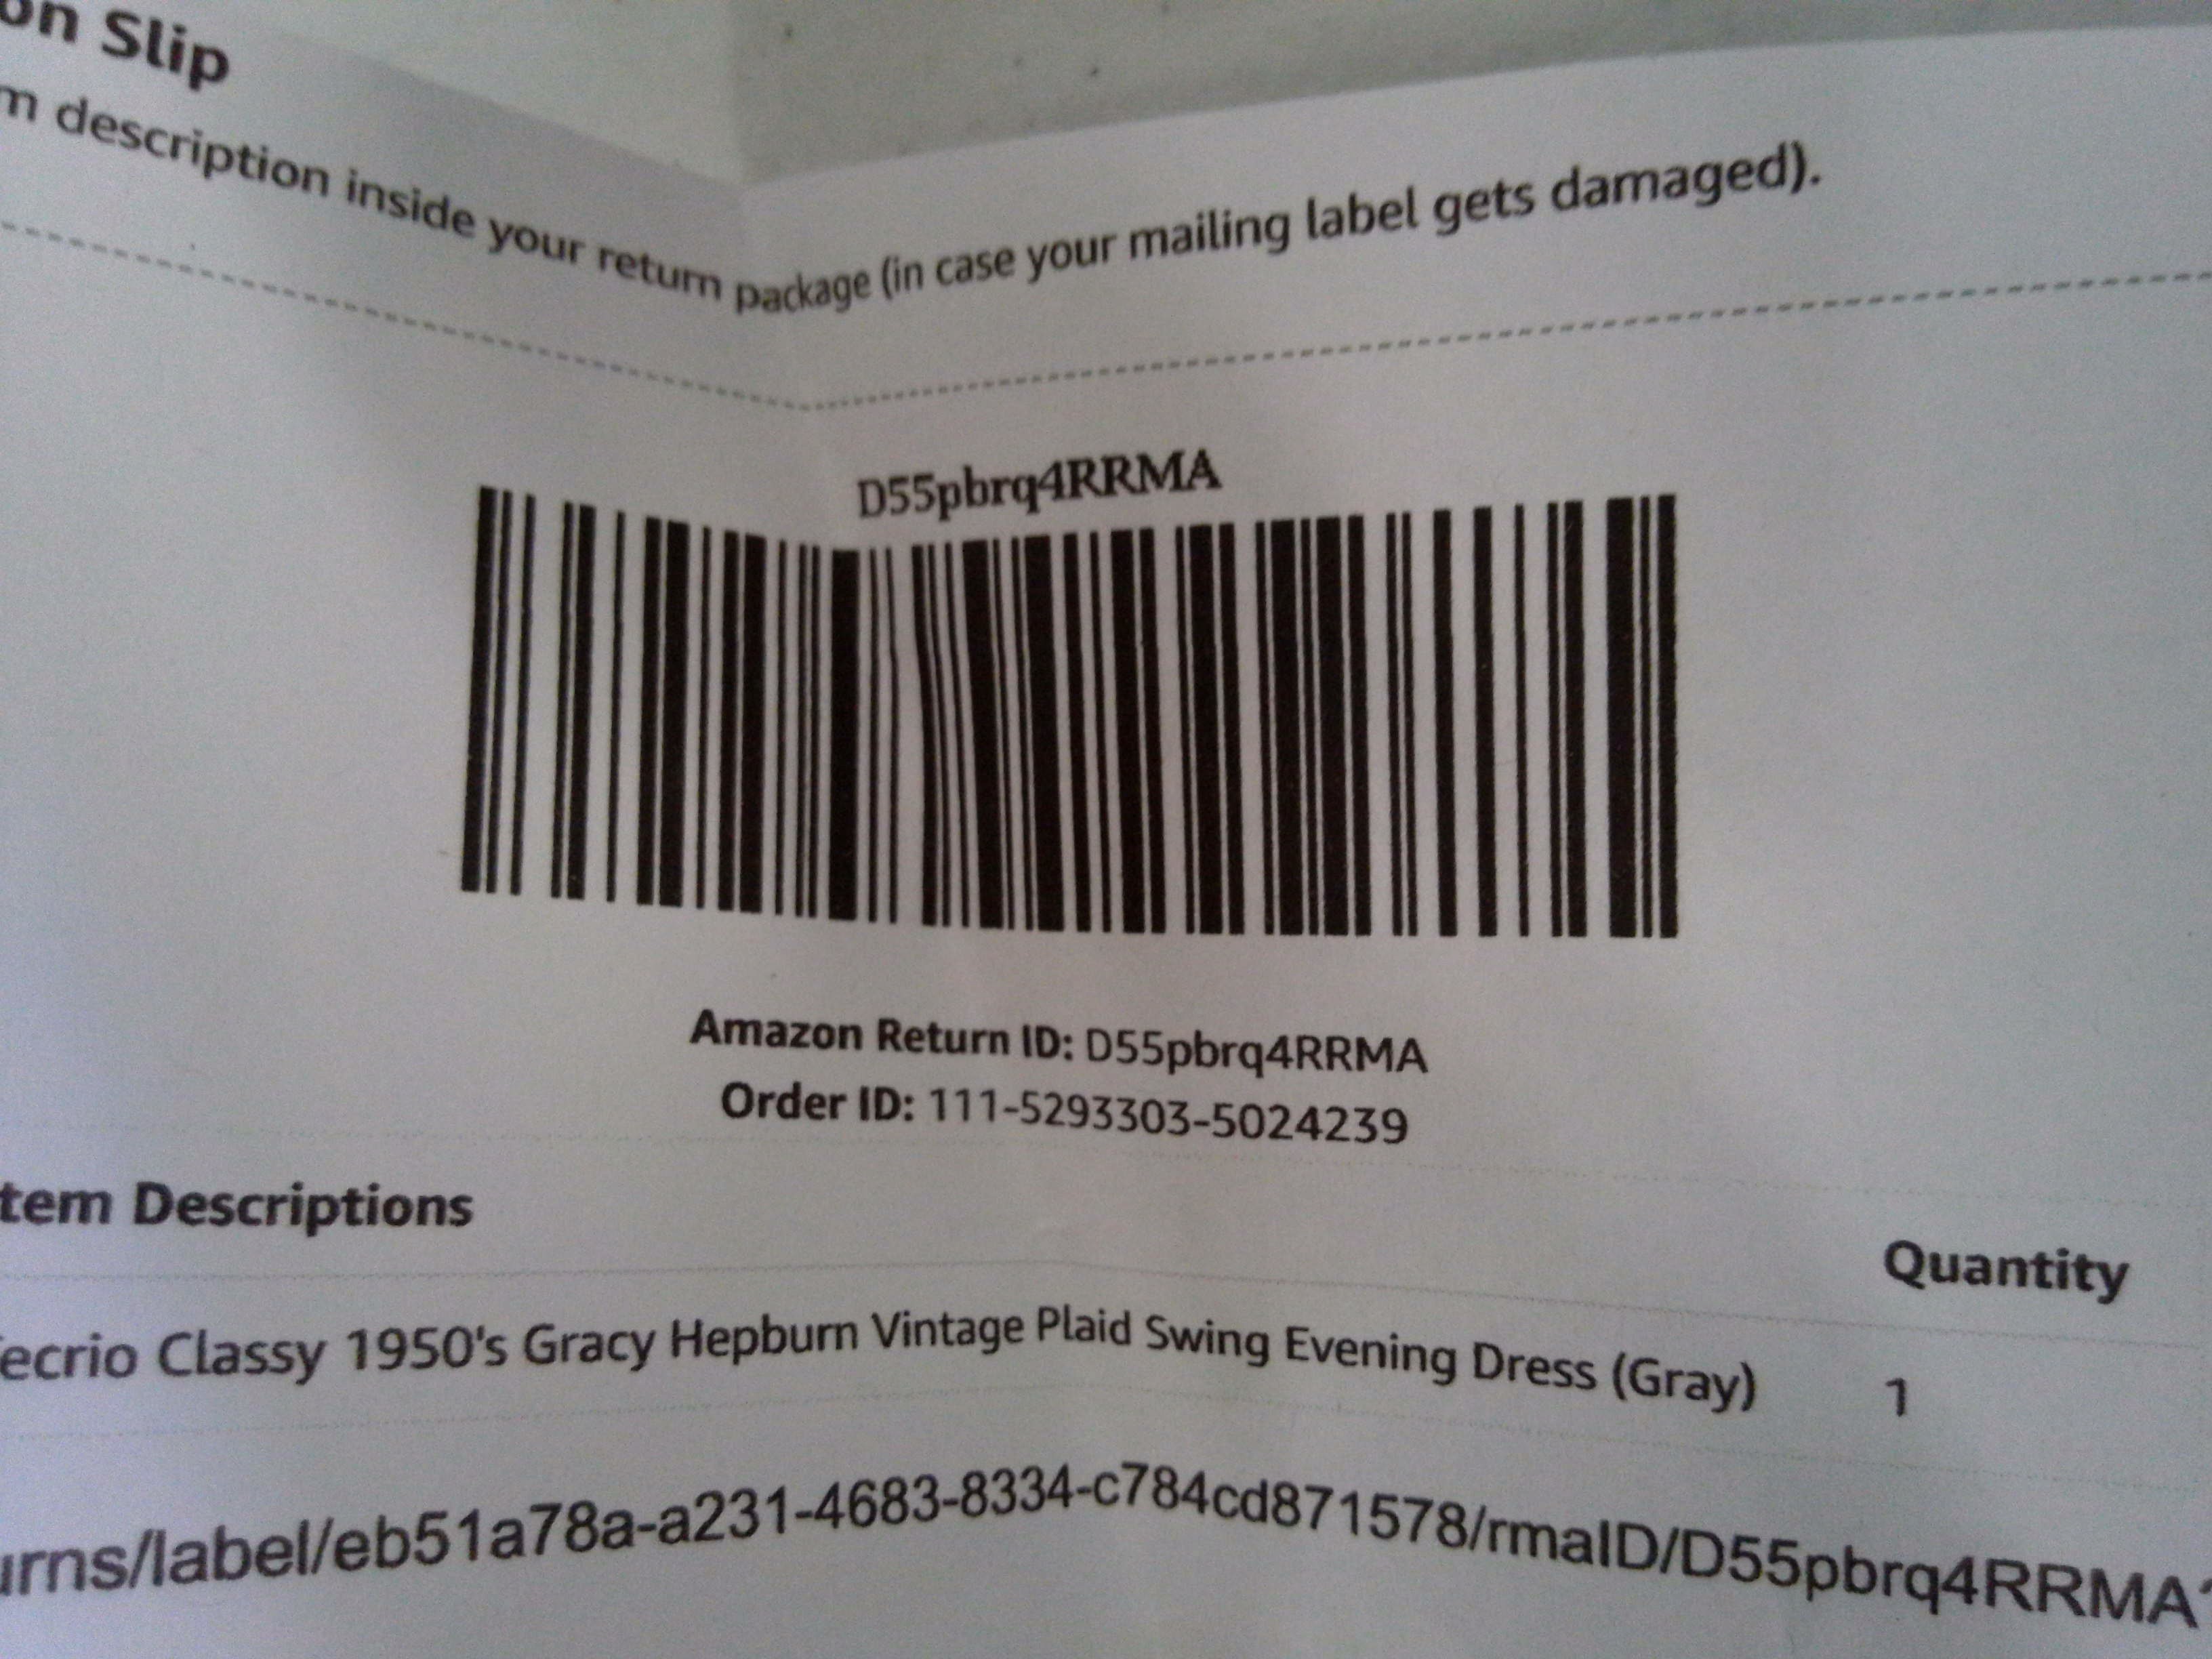 on Slip
m description inside your return package (in case your mailing label gets damaged).
D55pbrq4RRMA
Amazon Return ID: D55pbrq4RRMA
Order ID: 111-5293303-5024239
tem Descriptions
Quantity
ecrio Classy 1950's Gracy Hepburn Vintage Plaid Swing Evening Dress (Gray) 1
urns/label/eb51a78a-a231-4683-8334-c784cd871578/rmaID/D55pbrq4RRMA